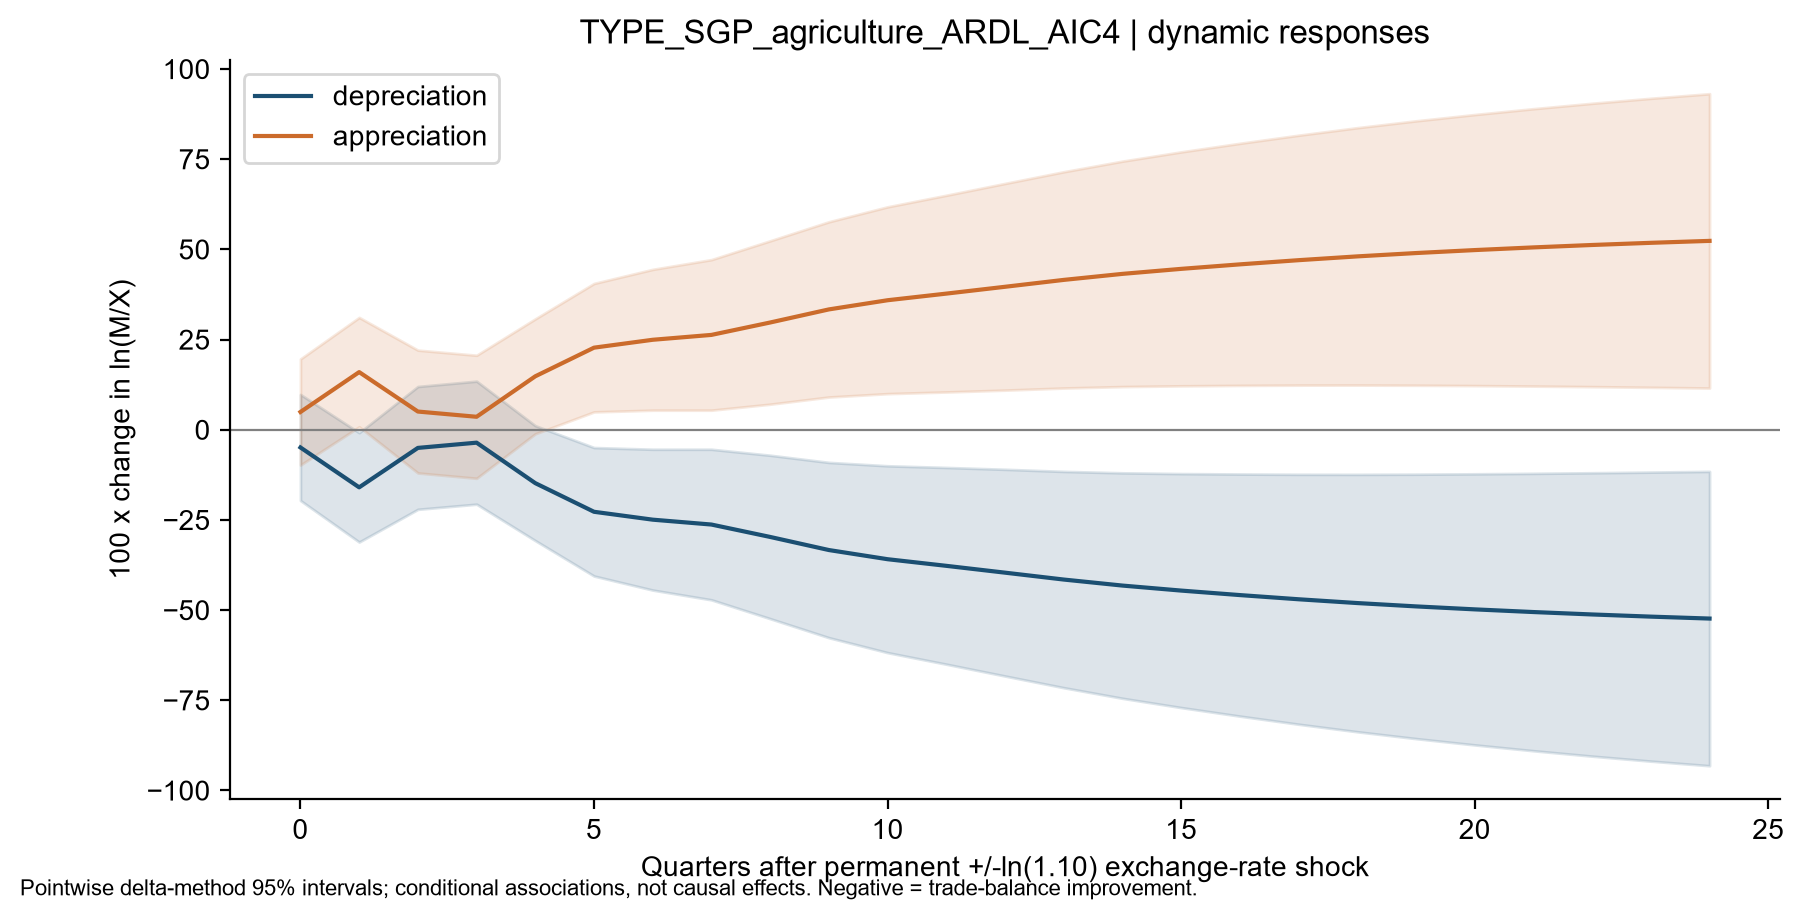 TYPE_SGP_agriculture_ARDL_AIC4 | dynamic responses
depreciation
appreciation
100 x change in ln(M/X)
100
75
50
25
0
−25
−50
−75
−100
0 5 10 15 20 25
Quarters after permanent +/-ln(1.10) exchange-rate shock
Pointwise delta-method 95% intervals; conditional associations, not causal effects. Negative = trade-balance improvement.